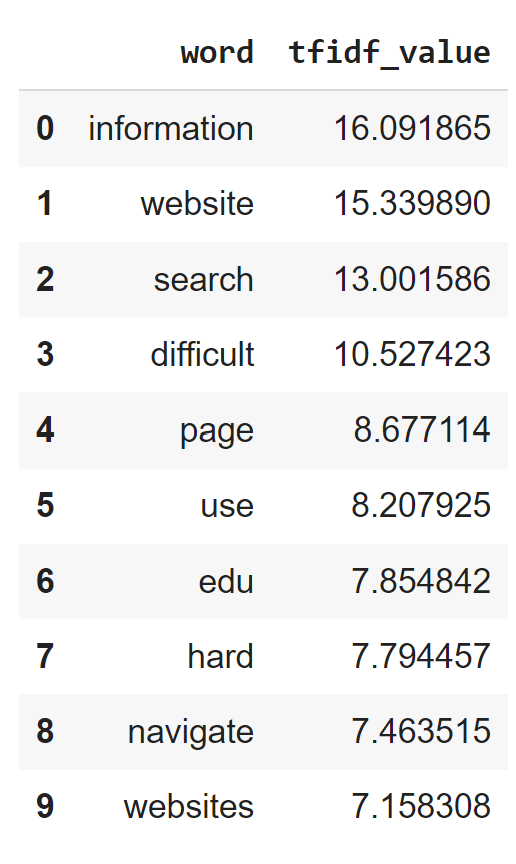 word tfidf_value
0 information 16.091865
1 website 15.339890
2 search 13.001586
3 difficult 10.527423
4 page 8.677114
5 use 8.207925
6 edu 7.854842
7 hard 7.794457
8 navigate 7.463515
9 websites 7.158308